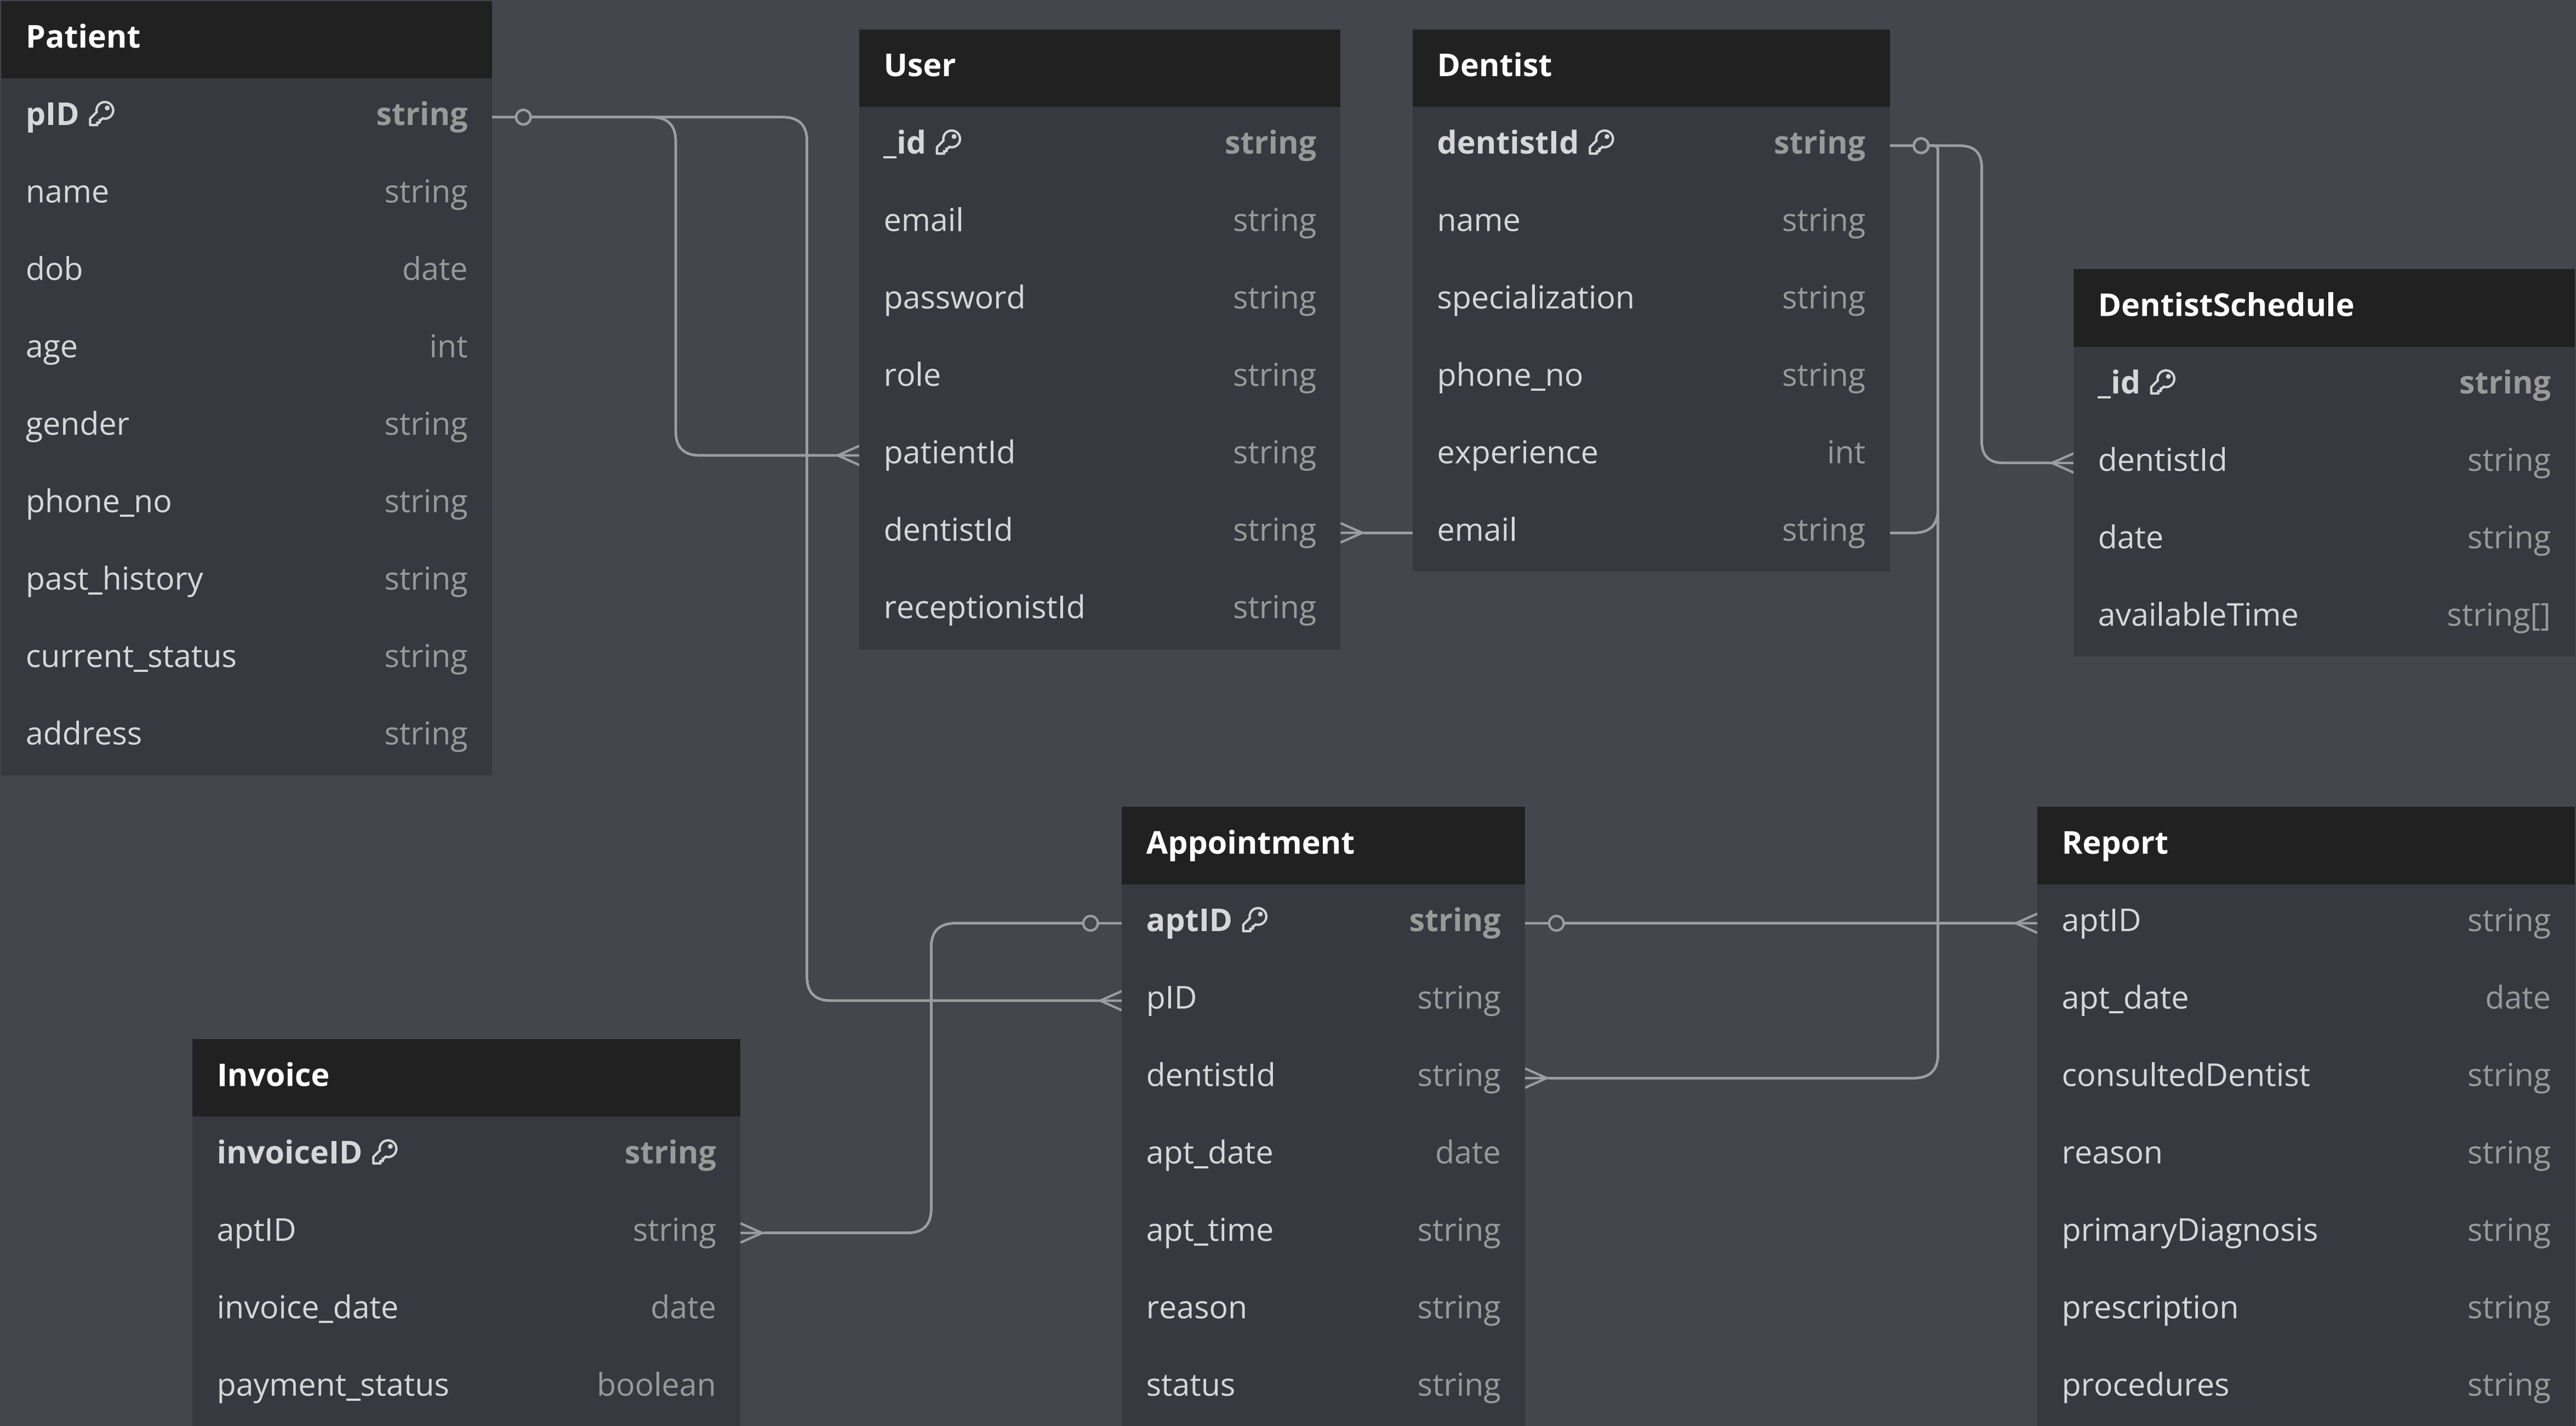 Patient
pID string
name string
dob date
age int
gender string
phone_no string
past_history string
current_status string
address string
User
_id string
email string
password string
role string
patientId string
dentistId string
receptionistId string
Dentist
dentistId string
name string
specialization string
phone_no string
experience int
email string
DentistSchedule
_id string
dentistId string
date string
availableTime string[]
Invoice
invoiceID string
aptID string
invoice_date date
payment_status boolean
Appointment
aptID string
pID string
dentistId string
apt_date date
apt_time string
reason string
status string
Report
aptID string
apt_date date
consultedDentist string
reason string
primaryDiagnosis string
prescription string
procedures string